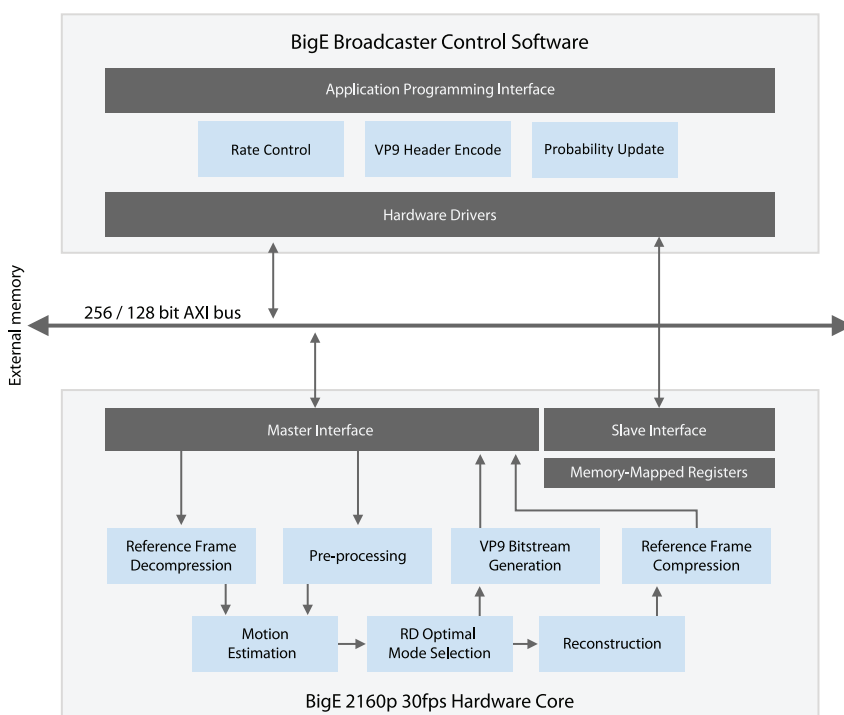 BigE Broadcaster Control Software
Application Programming Interface
Rate Control
VP9 Header Encode
Probability Update
Hardware Drivers
External memory
256 / 128 bit AXI bus
Master Interface
Slave Interface
Memory-Mapped Registers
Reference Frame
Decompression
Pre-processing
VP9 Bitstream
Generation
Reference Frame
Compression
Motion
Estimation
RD Optimal
Mode Selection
Reconstruction
BigE 2160p 30fps Hardware Core